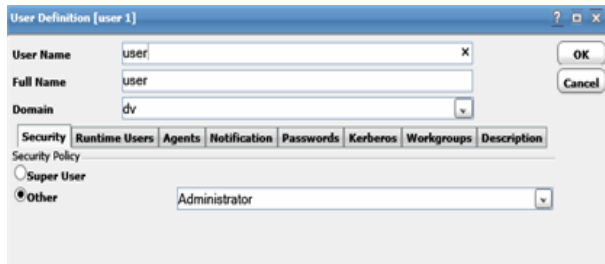 User Definition [user 1]
? x
User Name user x OK
Full Name user Cancel
Domain dv
Security Runtime Users Agents Notification Passwords Kerberos Workgroups Description
Security Policy
Super User
Other Administrator